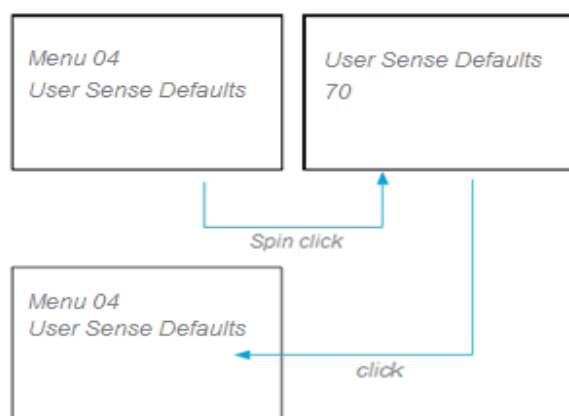 Menu 04
User Sense Defaults
User Sense Defaults
70
Spin click
Menu 04
User Sense Defaults
click